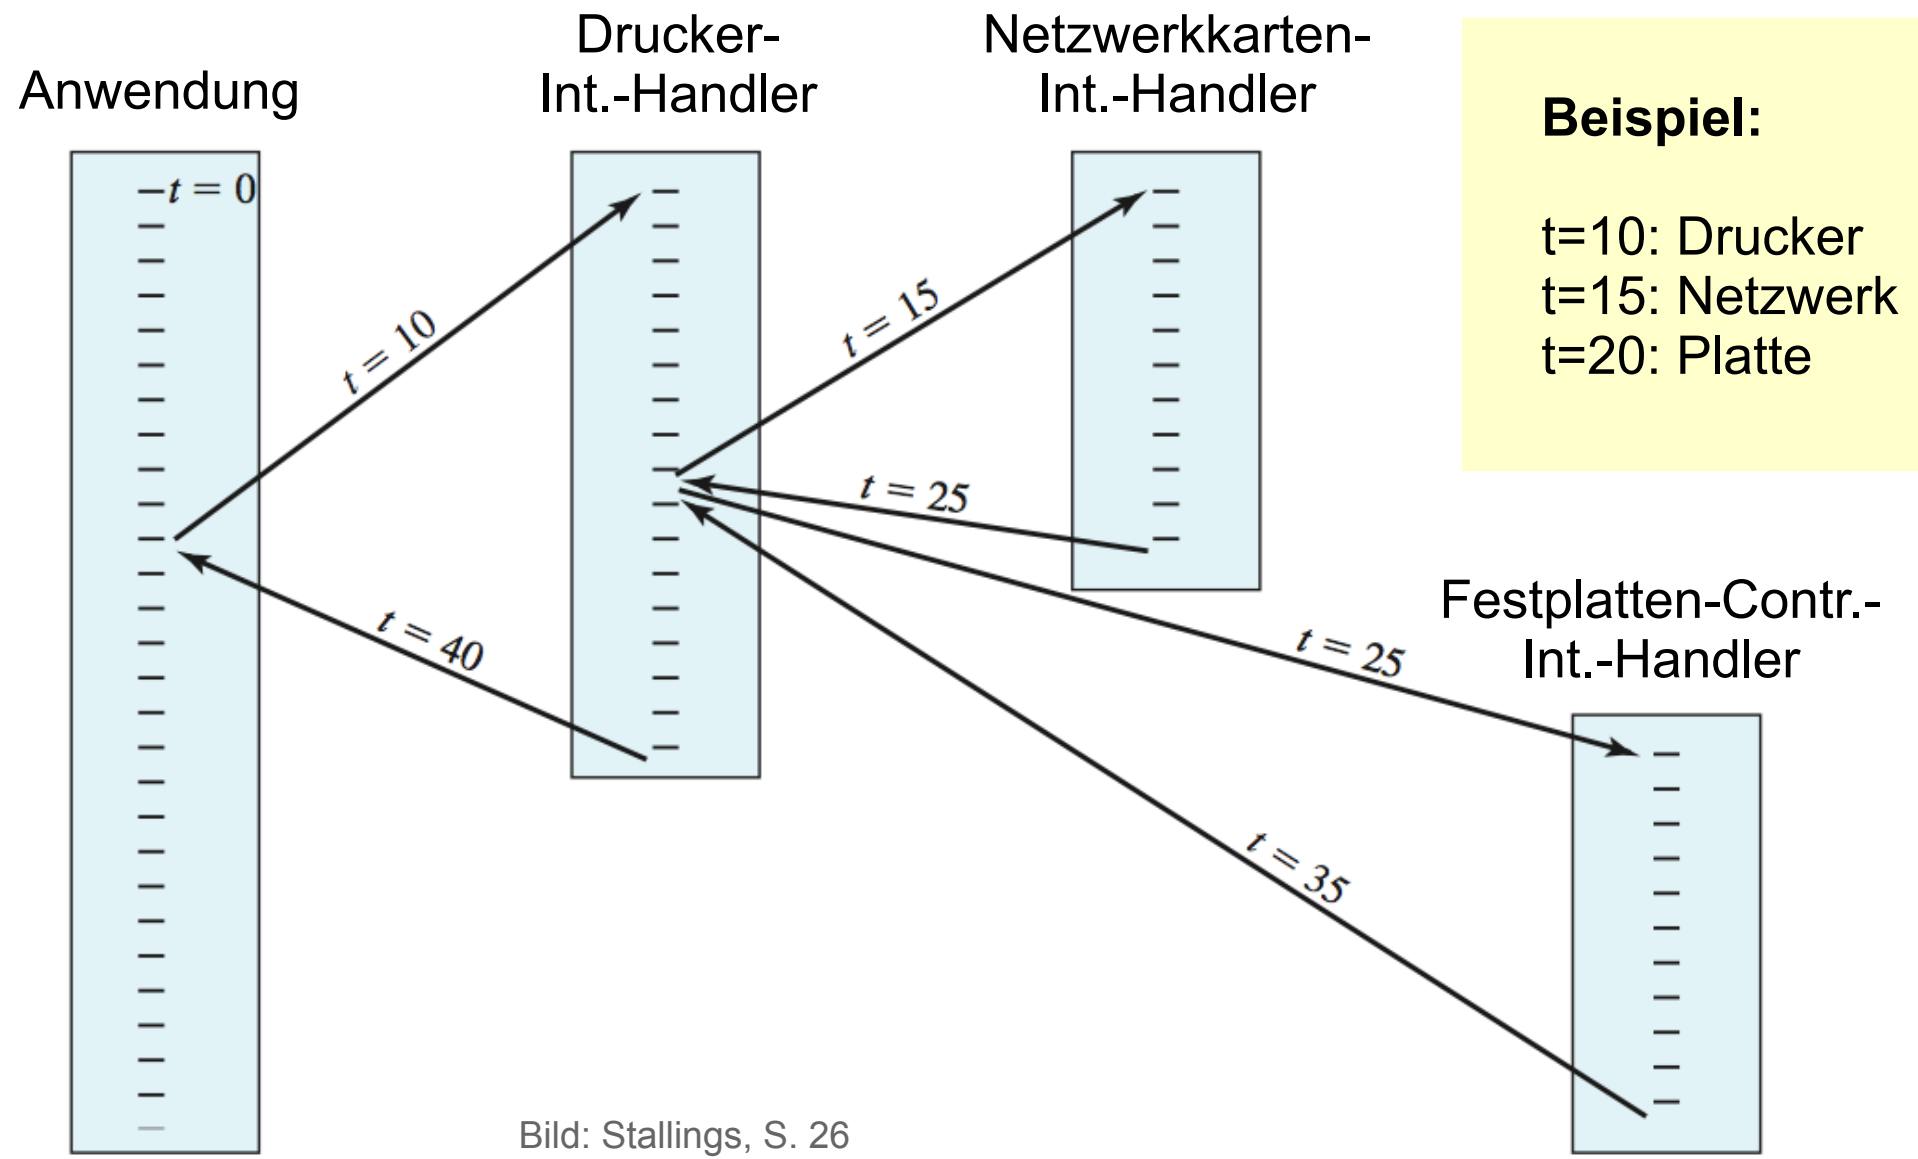 Anwendung
Drucker-
Int.-Handler
Netzwerkkarten-
Int.-Handler
Beispiel:
t=10: Drucker
t=15: Netzwerk
t=20: Platte
t = 0
t = 10
t = 15
t = 25
t = 40
t = 25
Festplatten-Contr.-
Int.-Handler
t = 35
Bild: Stallings, S. 26